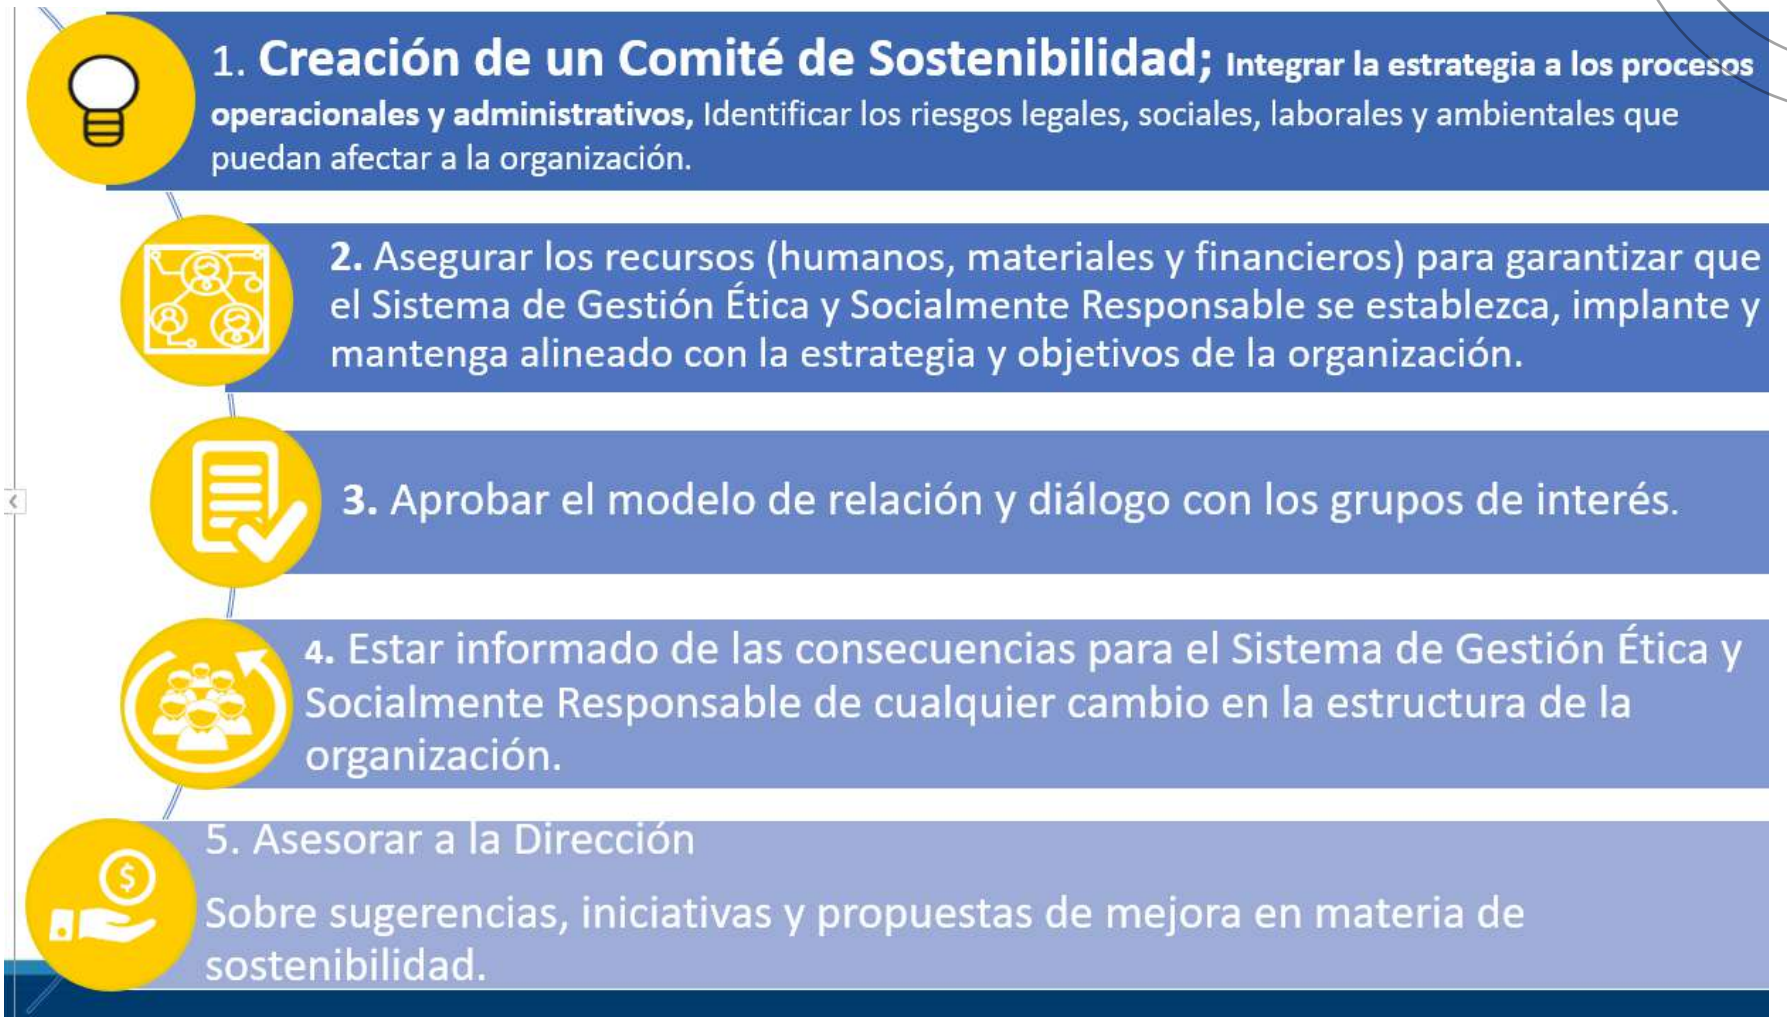 1. Creación de un Comité de Sostenibilidad; Integrar la estrategia a los procesos
operacionales y administrativos, Identificar los riesgos legales, sociales, laborales y ambientales que
puedan afectar a la organización.
2. Asegurar los recursos (humanos, materiales y financieros) para garantizar que
el Sistema de Gestión Ética y Socialmente Responsable se establezca, implante y
mantenga alineado con la estrategia y objetivos de la organización.
3. Aprobar el modelo de relación y diálogo con los grupos de interés.
4. Estar informado de las consecuencias para el Sistema de Gestión Ética y
Socialmente Responsable de cualquier cambio en la estructura de la
organización.
$
5. Asesorar a la Dirección
Sobre sugerencias, iniciativas y propuestas de mejora en materia de
sostenibilidad.